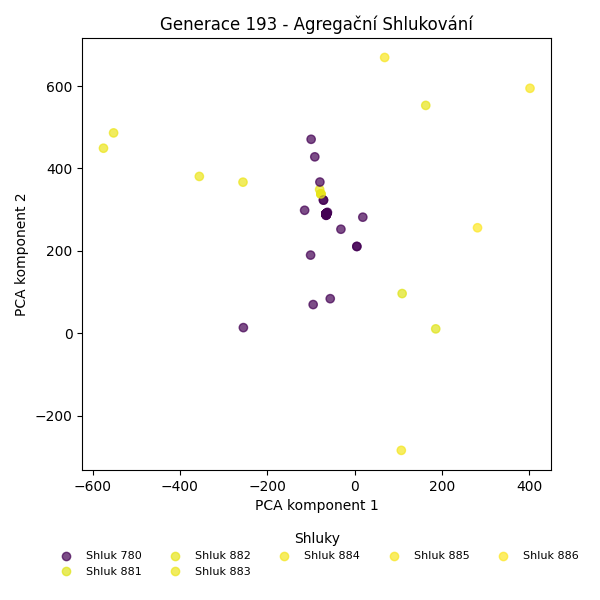 Generace 193 - Agregační Shlukování
PCA komponent 2
600
400
200
0
−200
−600 −400 −200 0 200 400
PCA komponent 1
Shluky
Shluk 780 Shluk 882 Shluk 884 Shluk 885 Shluk 886
Shluk 881 Shluk 883